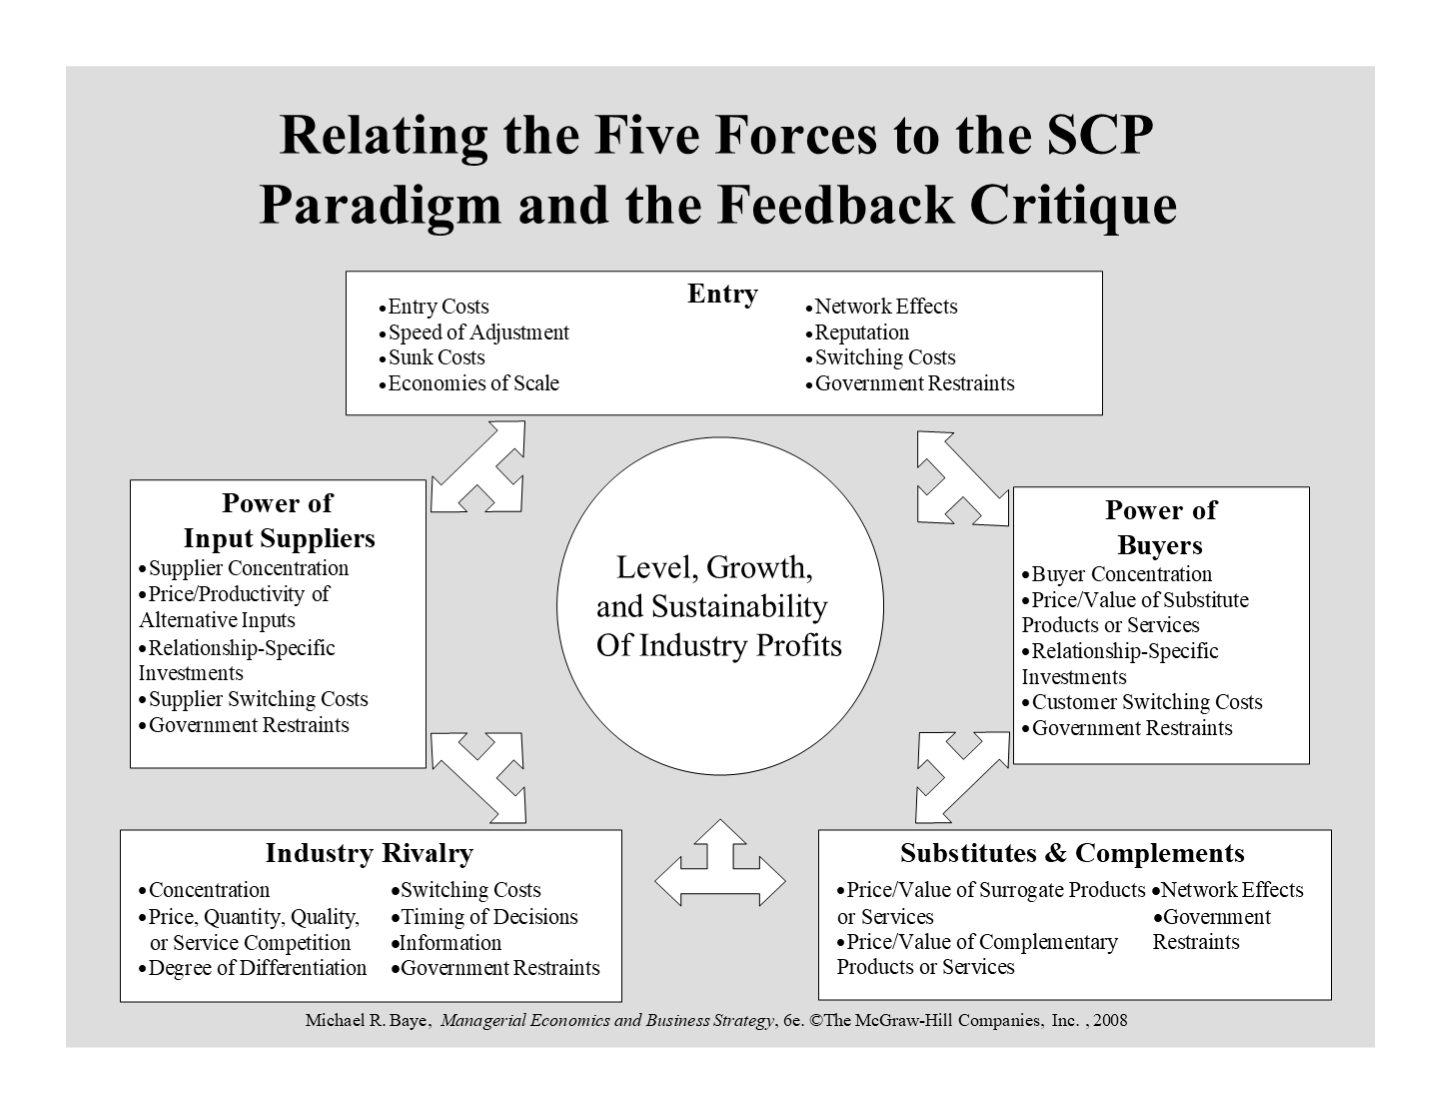 Relating the Five Forces to the SCP
Paradigm and the Feedback Critique
Entry
•Entry Costs
•Speed of Adjustment
•Sunk Costs
•Economies of Scale
•Network Effects
•Reputation
•Switching Costs
•Government Restraints
Power of
Input Suppliers
•Supplier Concentration
•Price/Productivity of
Alternative Inputs
•Relationship-Specific
Investments
•Supplier Switching Costs
•Government Restraints
Level, Growth,
and Sustainability
Of Industry Profits
Power of
Buyers
•Buyer Concentration
•Price/Value of Substitute
Products or Services
•Relationship-Specific
Investments
•Customer Switching Costs
•Government Restraints
Industry Rivalry
•Concentration
•Price, Quantity, Quality,
or Service Competition
•Degree of Differentiation
•Switching Costs
•Timing of Decisions
•Information
•Government Restraints
Substitutes & Complements
•Price/Value of Surrogate Products
or Services
•Price/Value of Complementary
Products or Services
•Network Effects
•Government
Restraints
Michael R. Baye, Managerial Economics and Business Strategy, 6e. ©The McGraw-Hill Companies, Inc. , 2008